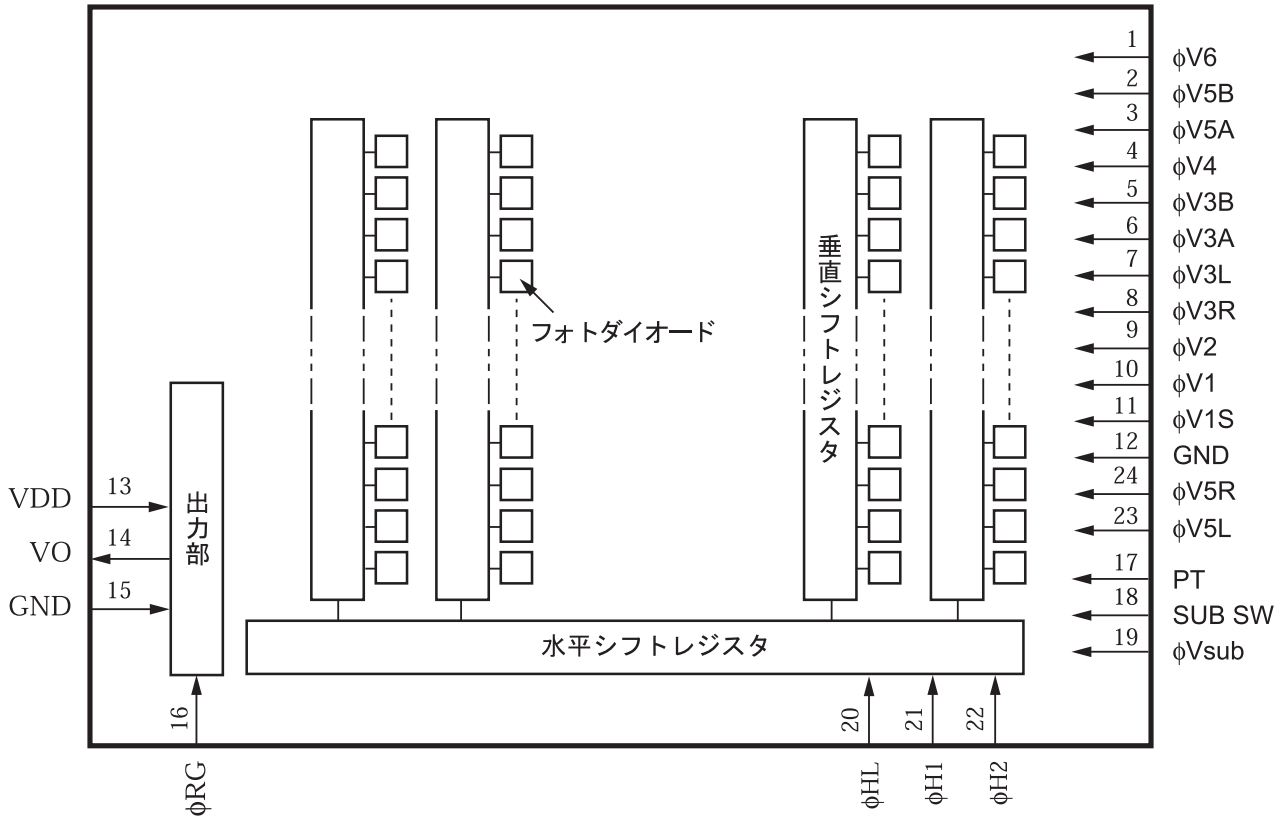 1 φV6
2 φV5B
3 φV5A
4 φV4
5 φV3B
6 φV3A
7 φV3L
8 φV3R
9 φV2
10 φV1
11 φV1S
12 GND
24 φV5R
23 φV5L
17 PT
18 SUB SW
19 φVsub
垂直シフトレジスタ
フォトダイオード
VDD 13
VO 14
GND 15
出力部
水平シフトレジスタ
16 φRG
20 φHL
21 φH1
22 φH2